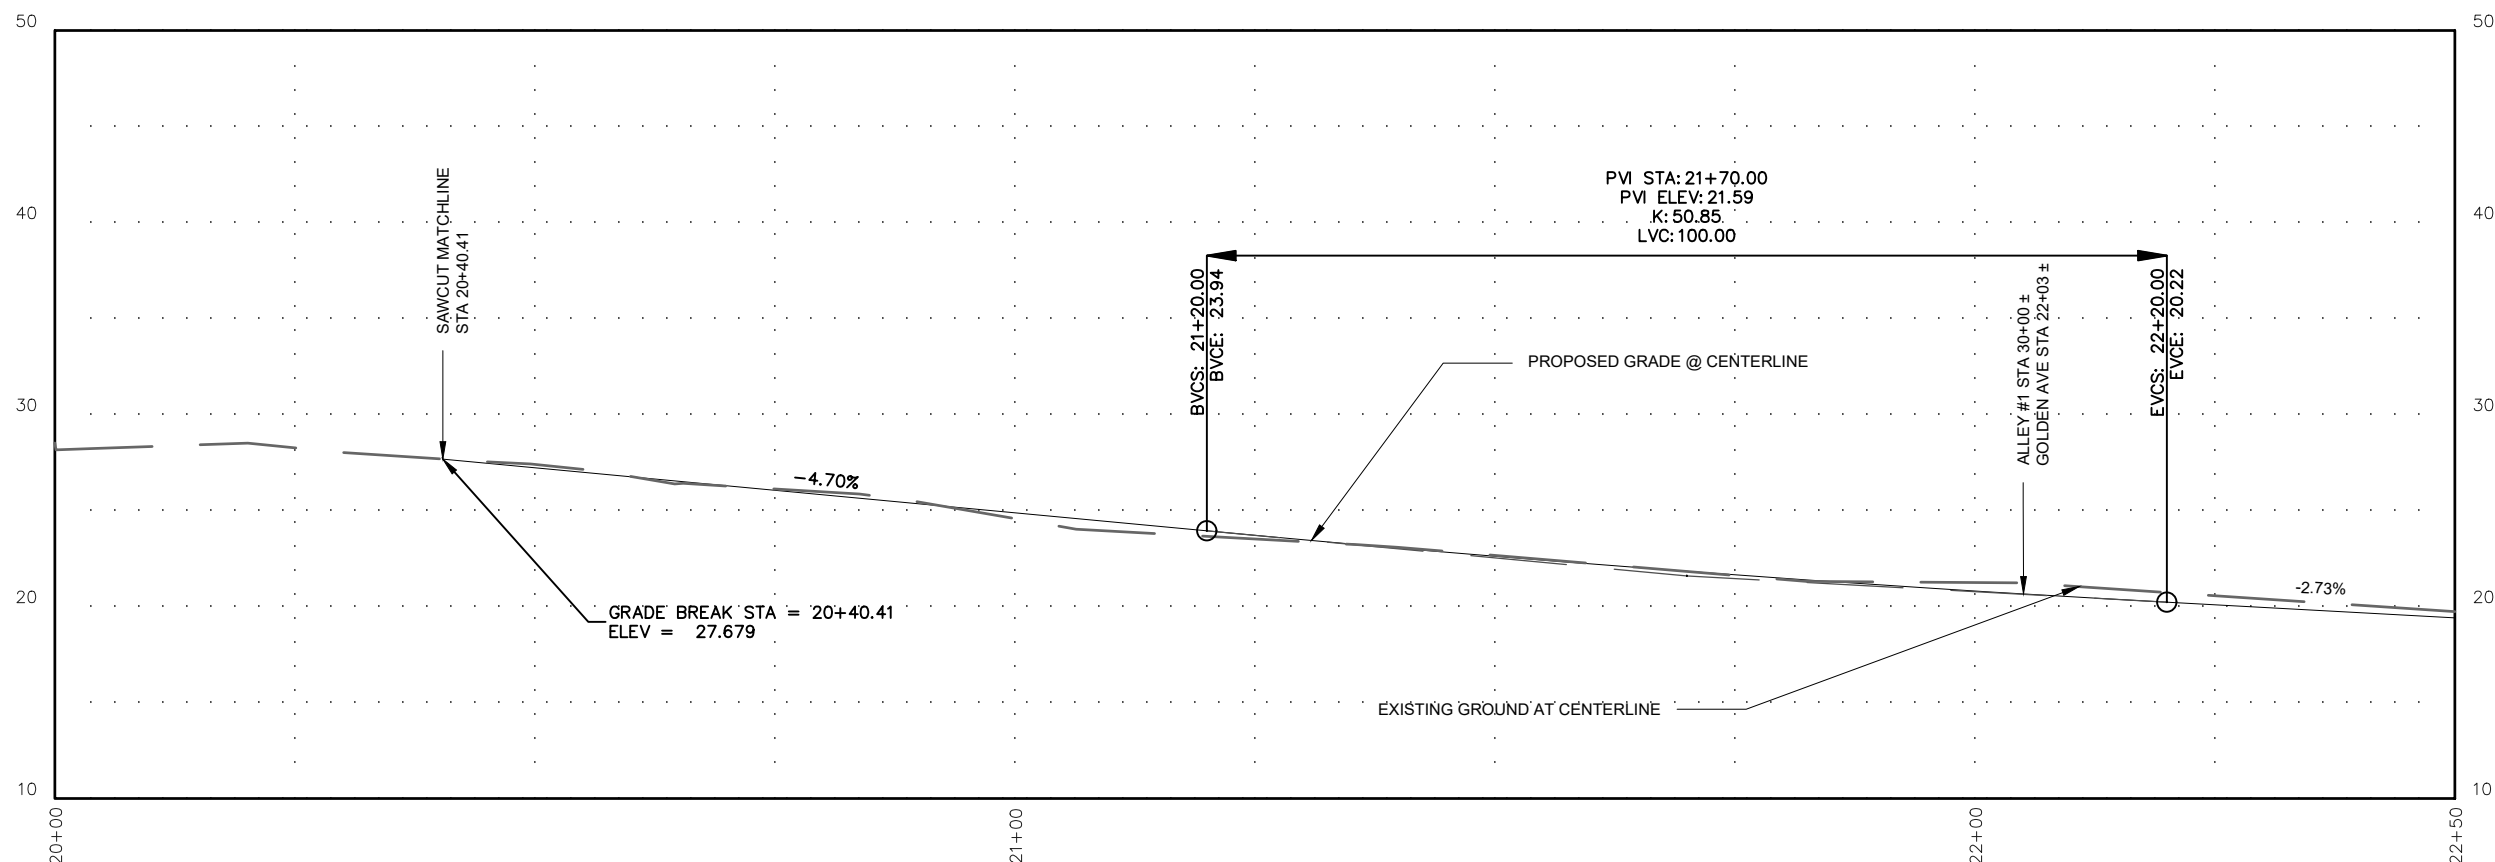 50
50
PVI STA: 21+70.00
PVI ELEV: 21.59
K: 50.85
LVC: 100.00
40
40
SAWCUT MATCHLINE
STA 20+40.41
BVCS: 21+20.00
BVCE: 23.94
ALLEY #1 STA 30+00 ±
GOLDEN AVE STA 22+03 ±
EVCS: 22+20.00
EVCE: 20.22
PROPOSED GRADE @ CENTERLINE
30
30
-4.70%
GRADE BREAK STA = 20+40.41
ELEV = 27.679
20
20
-2.73%
EXISTING GROUND AT CENTERLINE
10
10
20+00
21+00
22+00
22+50